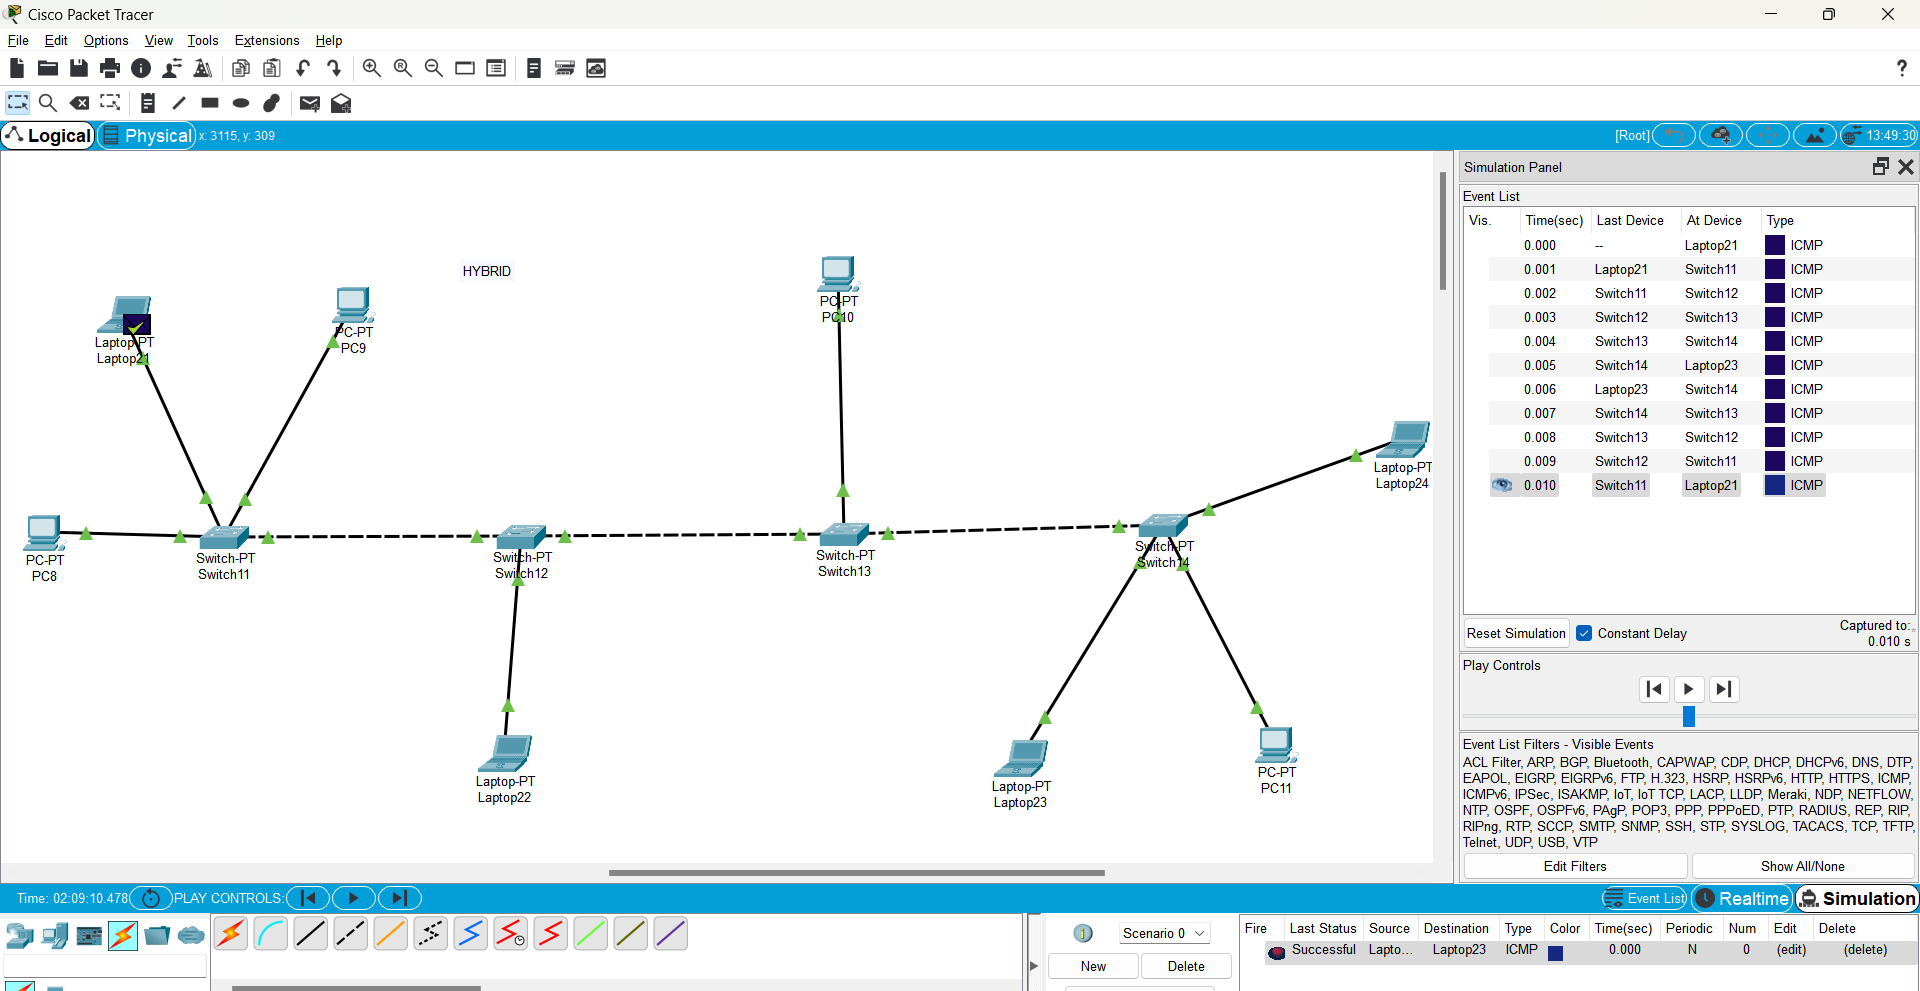 Cisco Packet Tracer
File Edit Options View Tools Extensions Help
?
Logical Physical x: 3115, y: 309 [Root] 13:49:30
HYBRID
Laptop-PT
Laptop21
PC-PT
PC9
PC-PT
PC10
Laptop-PT
Laptop24
PC-PT
PC8
Switch-PT
Switch11
Switch-PT
Switch12
Switch-PT
Switch13
Switch-PT
Switch14
Laptop-PT
Laptop22
Laptop-PT
Laptop23
PC-PT
PC11
Simulation Panel
Event List
Vis. Time(sec) Last Device At Device Type
0.000 -- Laptop21 ICMP
0.001 Laptop21 Switch11 ICMP
0.002 Switch11 Switch12 ICMP
0.003 Switch12 Switch13 ICMP
0.004 Switch13 Switch14 ICMP
0.005 Switch14 Laptop23 ICMP
0.006 Laptop23 Switch14 ICMP
0.007 Switch14 Switch13 ICMP
0.008 Switch13 Switch12 ICMP
0.009 Switch12 Switch11 ICMP
0.010 Switch11 Laptop21 ICMP
Reset Simulation Constant Delay Captured to:
0.010 s
Play Controls
Event List Filters - Visible Events
ACL Filter, ARP, BGP, Bluetooth, CAPWAP, CDP, DHCP, DHCPv6, DNS, DTP,
EAPOL, EIGRP, EIGRPv6, FTP, H.323, HSRP, HSRPv6, HTTP, HTTPS, ICMP,
ICMPv6, IPSec, ISAKMP, IoT, IoT TCP, LACP, LLDP, Meraki, NDP, NETFLOW,
NTP, OSPF, OSPFv6, PAgP, POP3, PPP, PPPoED, PTP, RADIUS, REP, RIP,
RIPng, RTP, SCCP, SMTP, SNMP, SSH, STP, SYSLOG, TACACS, TCP, TFTP,
Telnet, UDP, USB, VTP
Edit Filters Show All/None
Time: 02:09:10.478 PLAY CONTROLS: Event List Realtime Simulation
1 Scenario 0
New Delete
Fire Last Status Source Destination Type Color Time(sec) Periodic Num Edit Delete
Successful Lapto... Laptop23 ICMP 0.000 N 0 (edit) (delete)